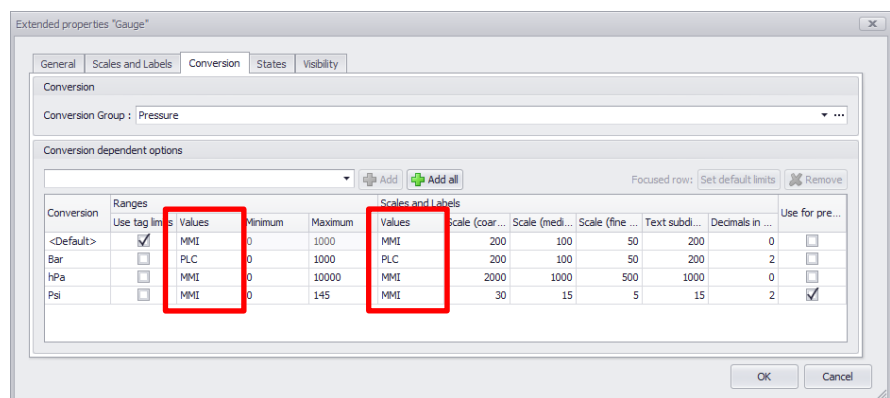 Extended properties "Gauge"
General Scales and Labels Conversion States Visibility
Conversion
Conversion Group : Pressure
Conversion dependent options
Add Add all Focused row: Set default limits Remove
Conversion Ranges Scales and Labels Use for pre...
Use tag limits Values Minimum Maximum Values Scale (coar... Scale (medi... Scale (fine ... Text subdi... Decimals in ...
<Default> MMI 0 1000 MMI 200 100 50 200 0
Bar PLC 0 1000 PLC 200 100 50 200 2
hPa MMI 0 10000 MMI 2000 1000 500 1000 0
Psi MMI 0 145 MMI 30 15 5 15 2
OK Cancel